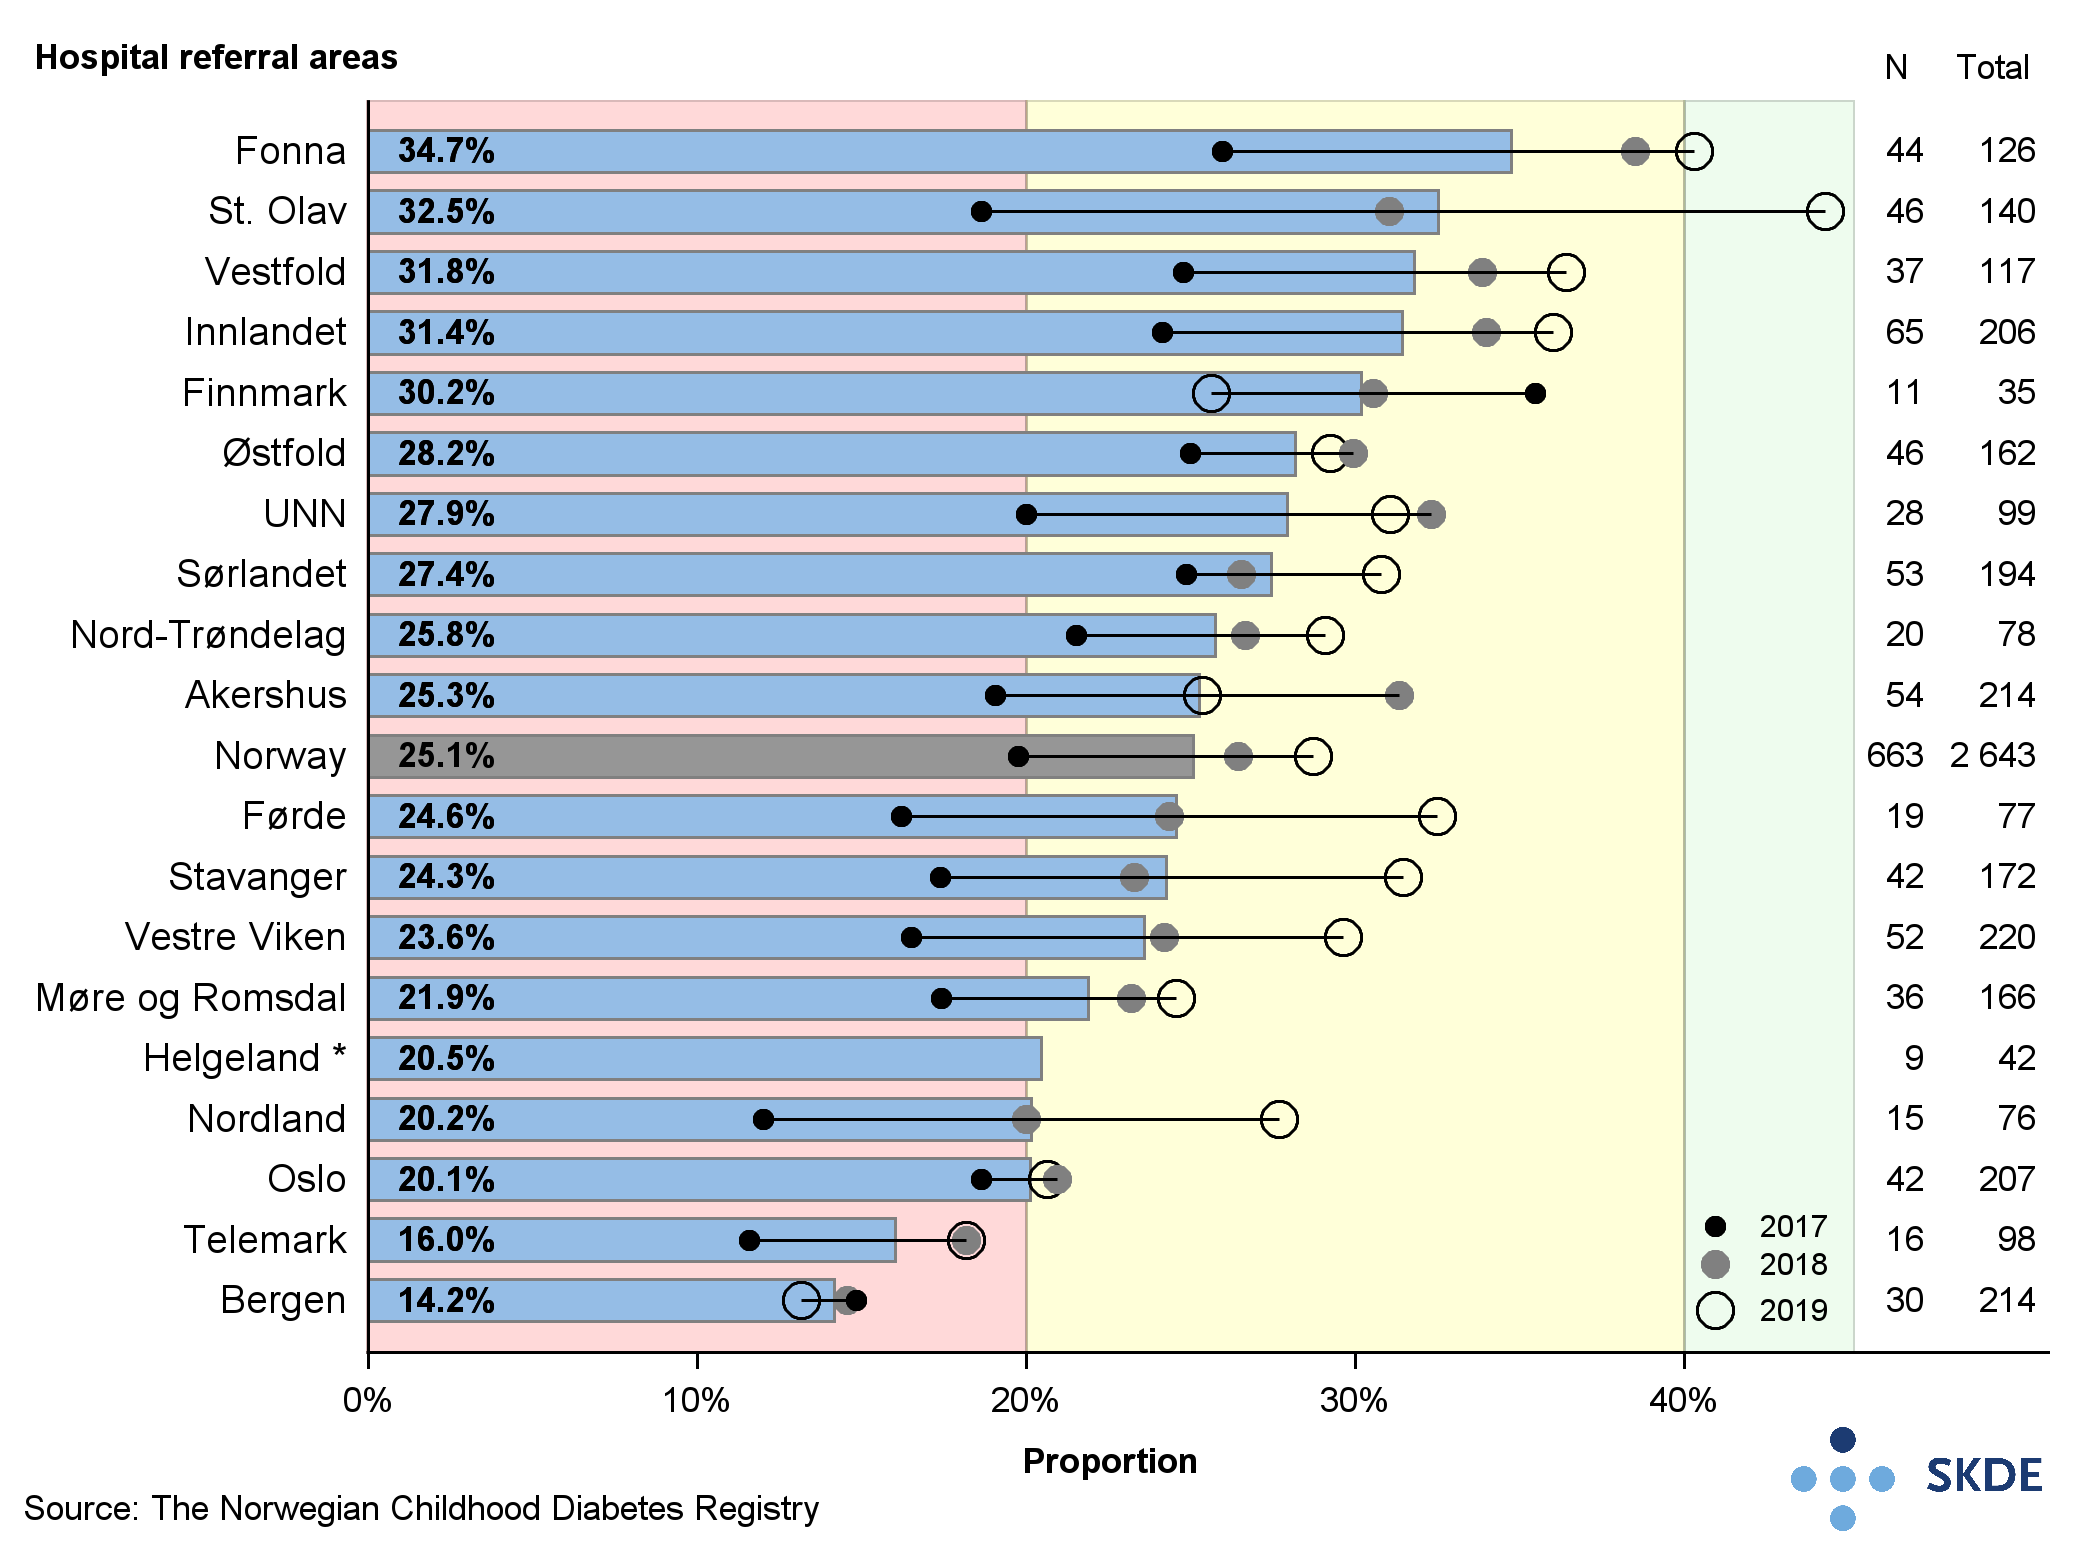 Hospital referral areas N Total
Fonna 34.7% 44 126
St. Olav 32.5% 46 140
Vestfold 31.8% 37 117
Innlandet 31.4% 65 206
Finnmark 30.2% 11 35
Østfold 28.2% 46 162
UNN 27.9% 28 99
Sørlandet 27.4% 53 194
Nord-Trøndelag 25.8% 20 78
Akershus 25.3% 54 214
Norway 25.1% 663 2 643
Førde 24.6% 19 77
Stavanger 24.3% 42 172
Vestre Viken 23.6% 52 220
Møre og Romsdal 21.9% 36 166
Helgeland * 20.5% 9 42
Nordland 20.2% 15 76
Oslo 20.1% 42 207
Telemark 16.0% 16 98
Bergen 14.2% 30 214
2017
2018
2019
0% 10% 20% 30% 40%
Proportion
SKDE
Source: The Norwegian Childhood Diabetes Registry